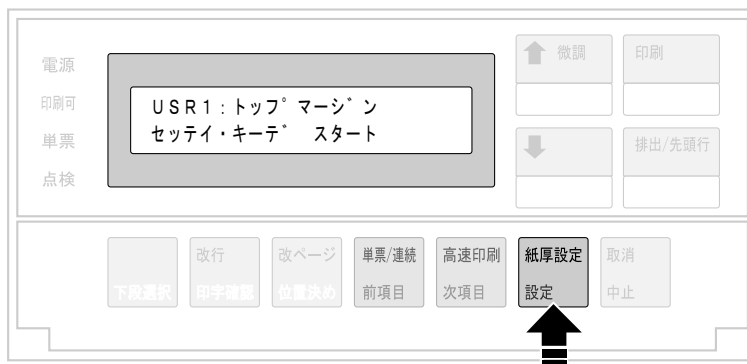 電源
印刷可
単票
点検
USR1：トップ゜マージ゛ン
セッテイ・キーデ゛ スタート
微調
印刷
排出/先頭行
下段選択
改行
印字確認
改ページ
位置決め
単票/連続
前項目
高速印刷
次項目
紙厚設定
設定
取消
中止